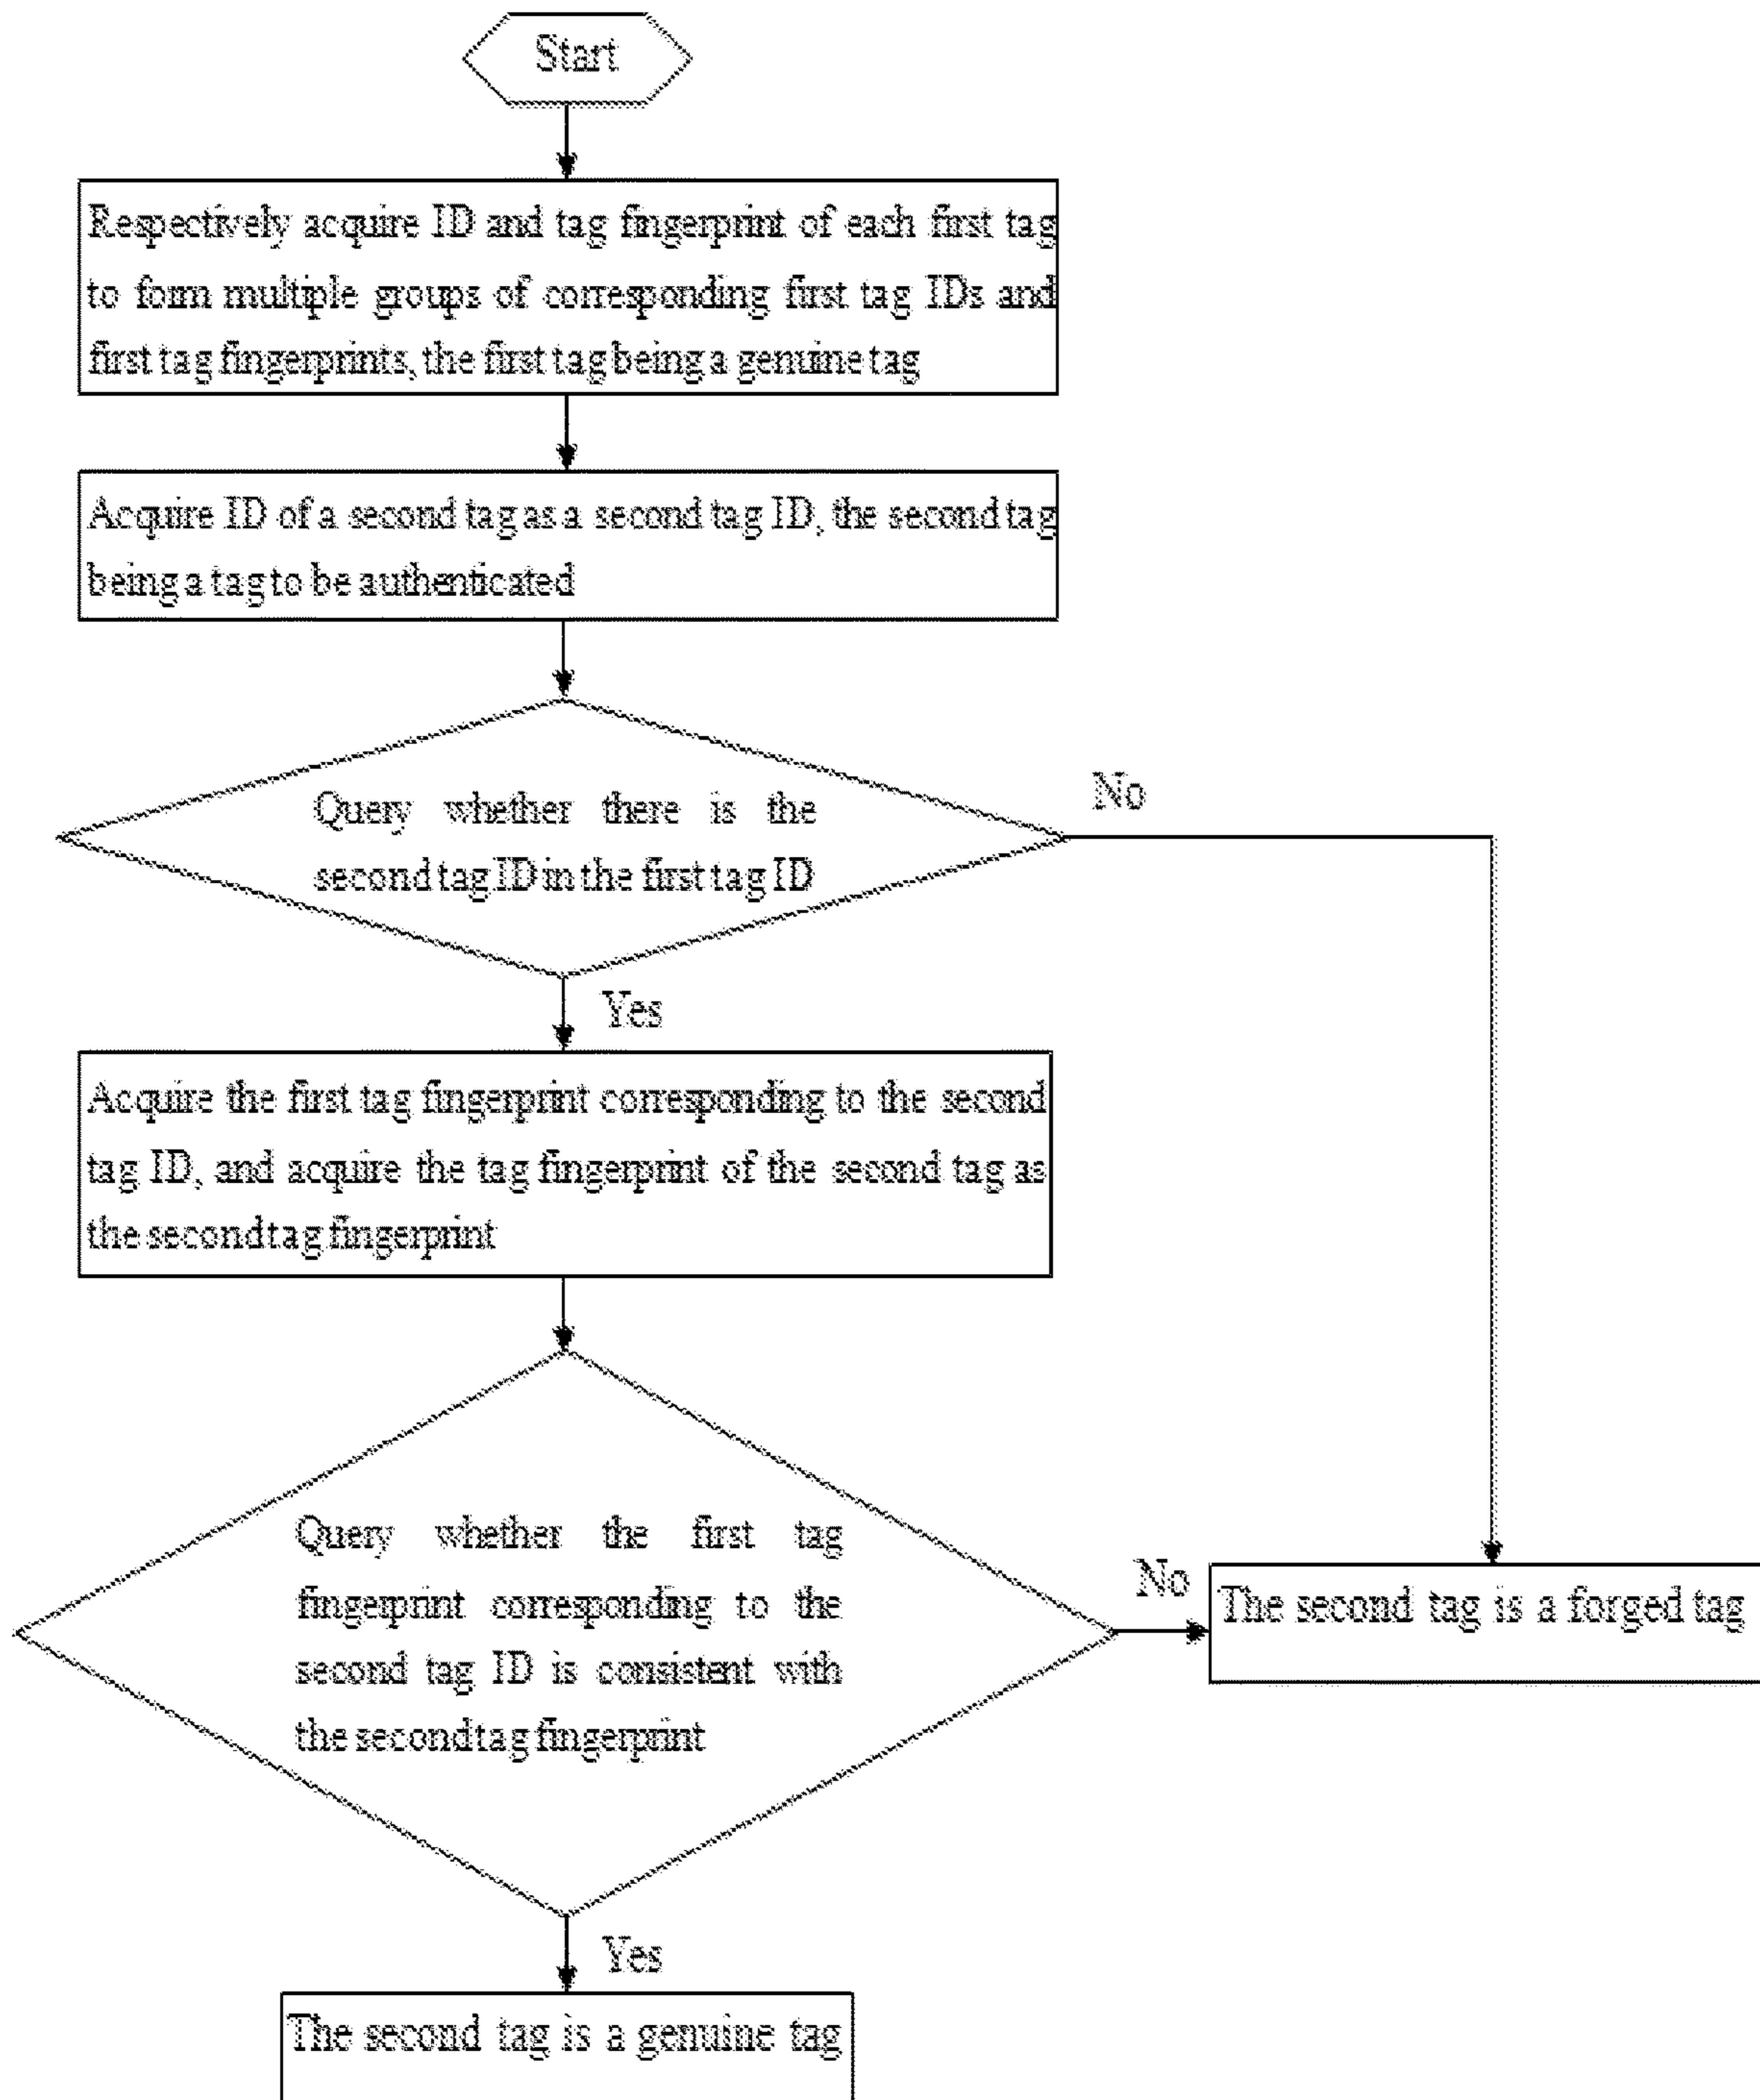 Start
Respectively acquire ID and tag fingerprint of each first tag
to form multiple groups of corresponding first tag IDs and
first tag fingerprints, the first tag being a genuine tag
Acquire ID of a second tag as a second tag ID, the second tag
being a tag to be authenticated
Query whether there is the
second tag ID in the first tag ID
No
Yes
Acquire the first tag fingerprint corresponding to the second
tag ID, and acquire the tag fingerprint of the second tag as
the second tag fingerprint
Query whether the first tag
fingerprint corresponding to the
second tag ID is consistent with
the second tag fingerprint
No
The second tag is a forged tag
Yes
The second tag is a genuine tag